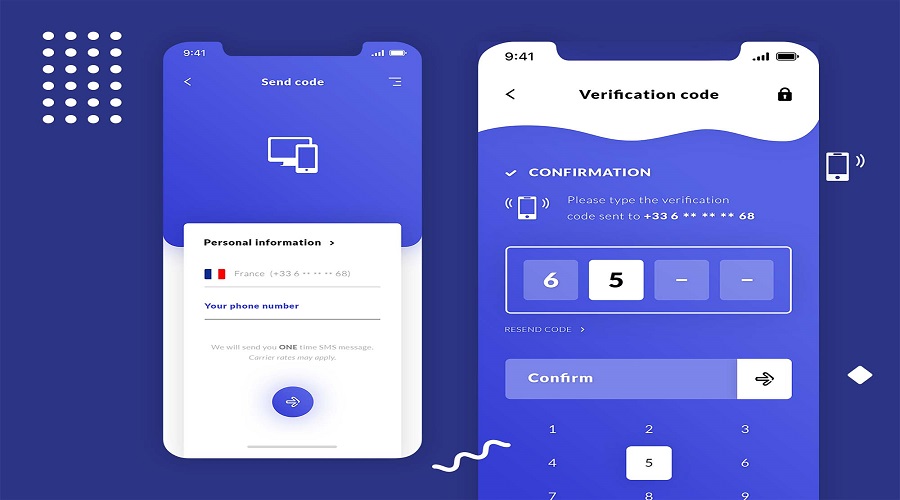 9:41
Send code
Personal information >
France (+33 6 ** ** ** 68)
Your phone number
We will send you ONE time SMS message.
Carrier rates may apply.
9:41
Verification code
CONFIRMATION
Please type the verification
code sent to +33 6 ** ** ** 68
6 5 – –
RESEND CODE >
Confirm
1 2 3
4 5 6
7 8 9